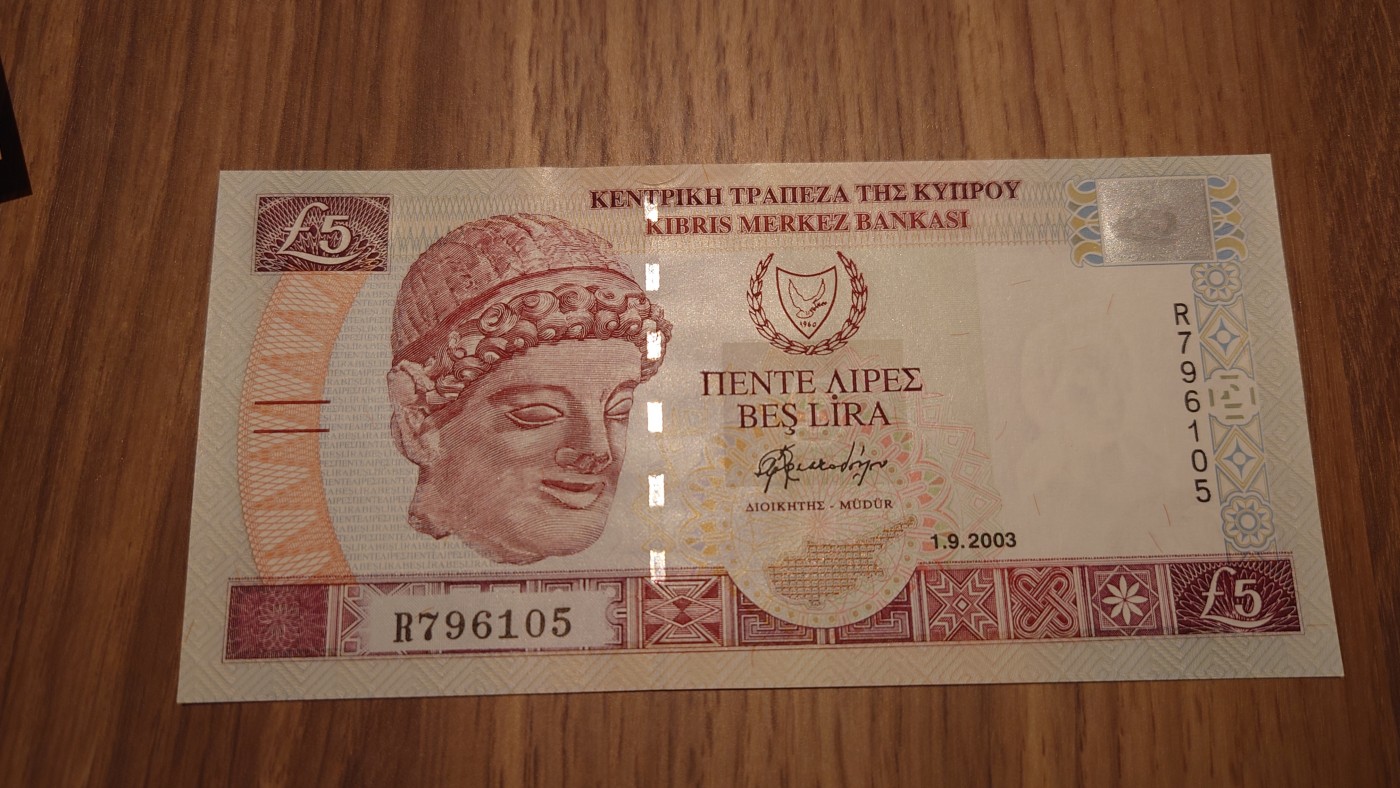 £5
ΚΕΝΤΡΙΚΗ ΤΡΑΠΕΖΑ ΤΗΣ ΚΥΠΡΟΥ
KIBRIS MERKEZ BANKASI
1960
R796105
ΠΕΝΤΕ ΛΙΡΕΣ
BEŞ LİRA
ΔΙΟΙΚΗΤΗΣ - MÜDÜR
1.9.2003
R796105
£5